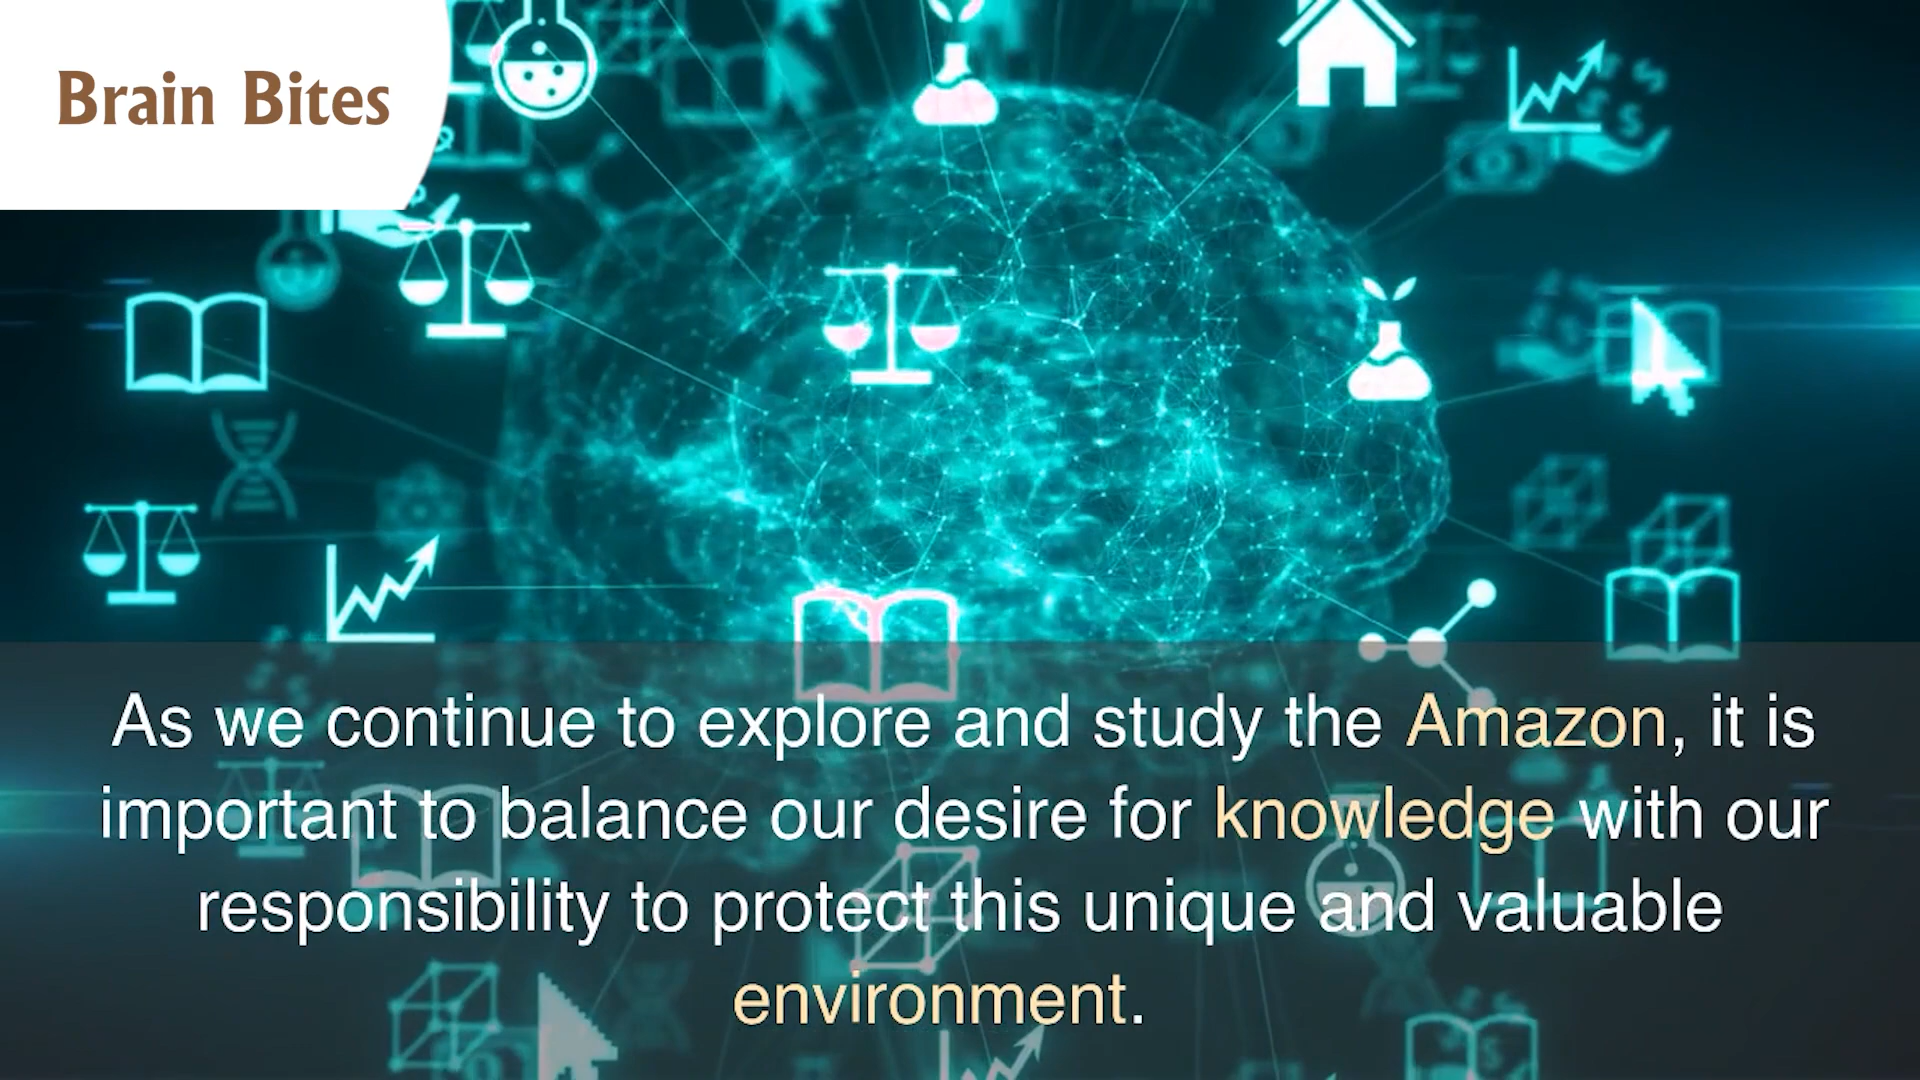 Brain Bites
As we continue to explore and study the Amazon, it is
important to balance our desire for knowledge with our
responsibility to protect this unique and valuable
environment.